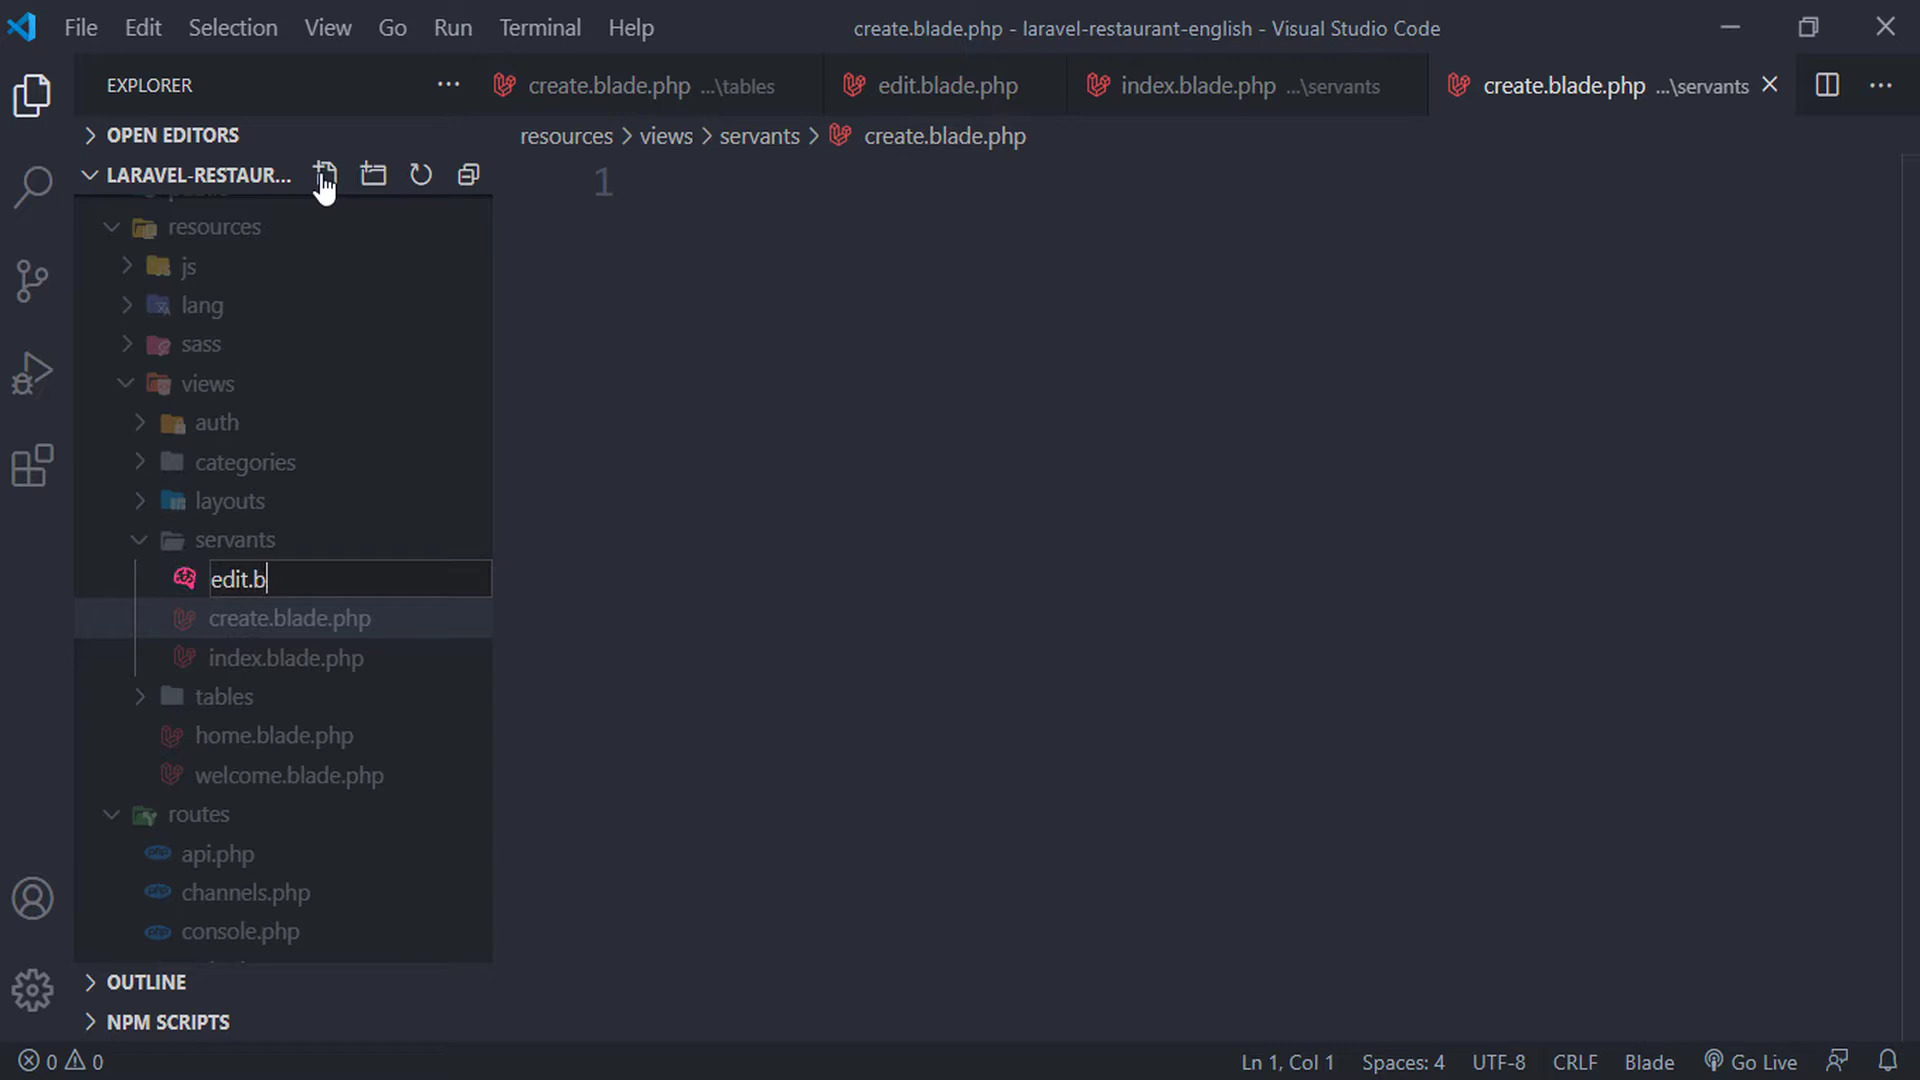 File Edit Selection View Go Run Terminal Help
create.blade.php - laravel-restaurant-english - Visual Studio Code
EXPLORER
create.blade.php ...\tables
edit.blade.php
index.blade.php ...\servants
create.blade.php ...\servants
OPEN EDITORS
resources > views > servants > create.blade.php
LARAVEL-RESTAUR...
1
resources
js
lang
sass
views
auth
categories
layouts
servants
edit.b
create.blade.php
index.blade.php
tables
home.blade.php
welcome.blade.php
routes
api.php
channels.php
console.php
OUTLINE
NPM SCRIPTS
0 0
Ln 1, Col 1 Spaces: 4 UTF-8 CRLF Blade Go Live